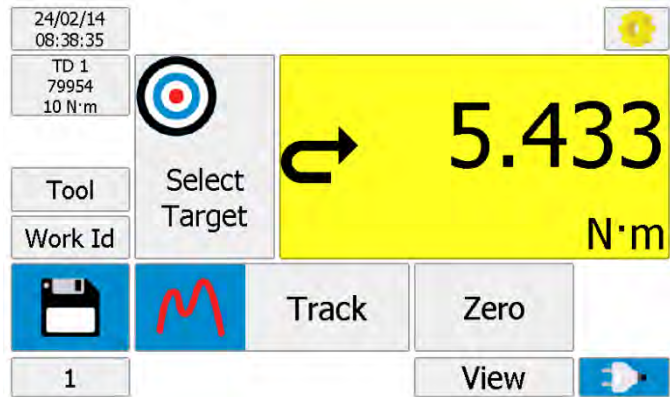 24/02/14
08:38:35
TD 1
79954
10 N·m
Select
Target
5.433
N·m
Tool
Work Id
Track
Zero
1
View